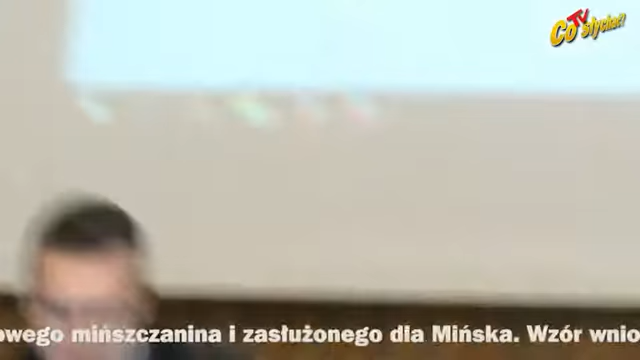 Co TV słychać?
owego mińszczanina i zasłużonego dla Mińska. Wzór wnio